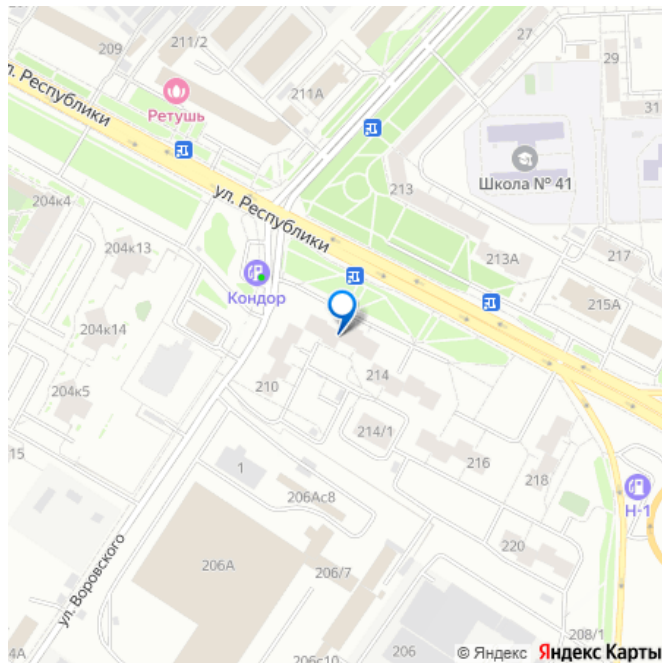 27
209
211/2
29
211А
31
ул. Республики
Ретушь
Школа № 41
213
204к4
ул. Республики
204к13
213А
217
Кондор
215А
204к14
210
214
204к5
214/1
15
216
1
218
206Ас8
Н-1
220
206А
206/7
ул. Воровского
208/1
4А
206с10
206
© Яндекс Яндекс Карты